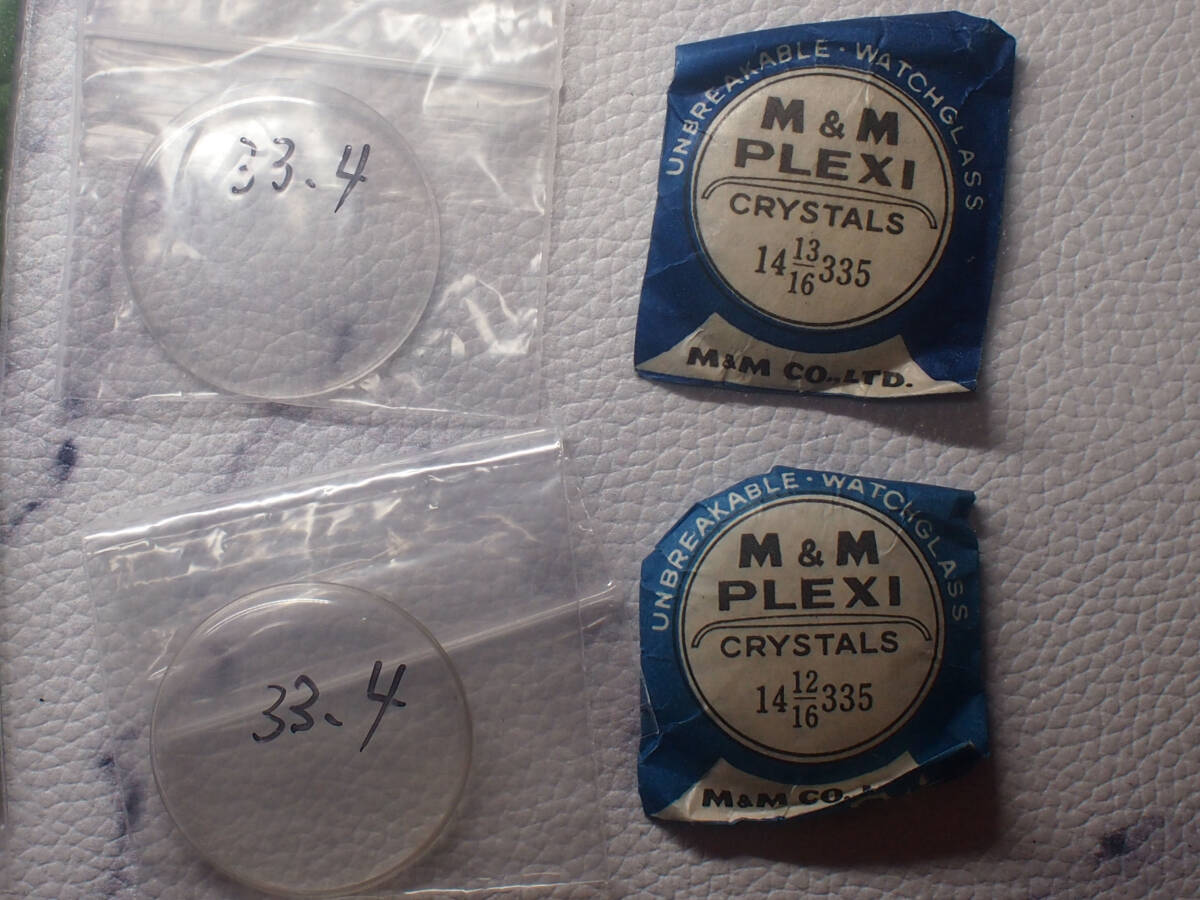 33.4
UNBREAKABLE · WATCHGLASS
M & M
PLEXI
CRYSTALS
14 13/16 335
M&M CO.,LTD.
33.4
UNBREAKABLE · WATCHGLASS
M & M
PLEXI
CRYSTALS
14 12/16 335
M&M CO.